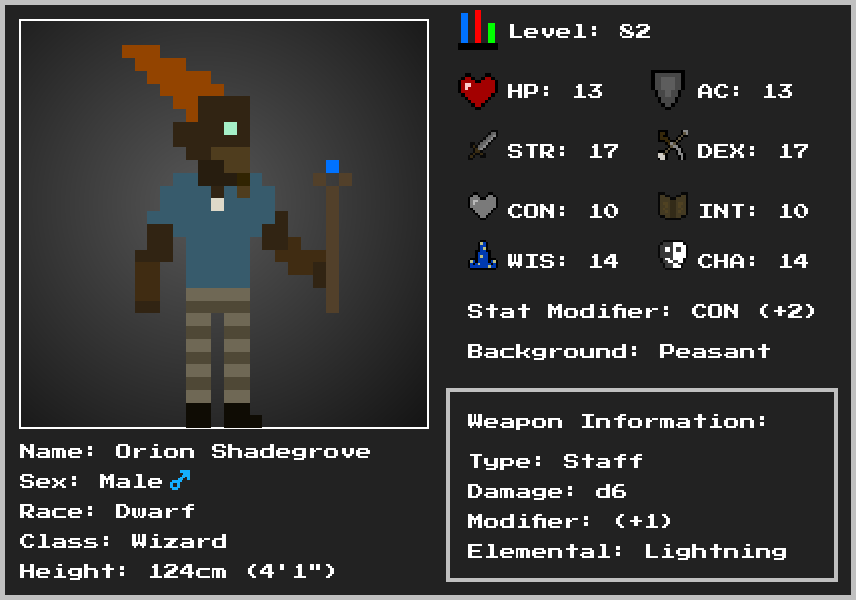 Level: 82
HP: 13
AC: 13
STR: 17
DEX: 17
CON: 10
INT: 10
WIS: 14
CHA: 14
Stat Modifier: CON (+2)
Background: Peasant
Weapon Information:
Type: Staff
Damage: d6
Modifier: (+1)
Elemental: Lightning
Name: Orion Shadegrove
Sex: Male♂
Race: Dwarf
Class: Wizard
Height: 124cm (4'1")